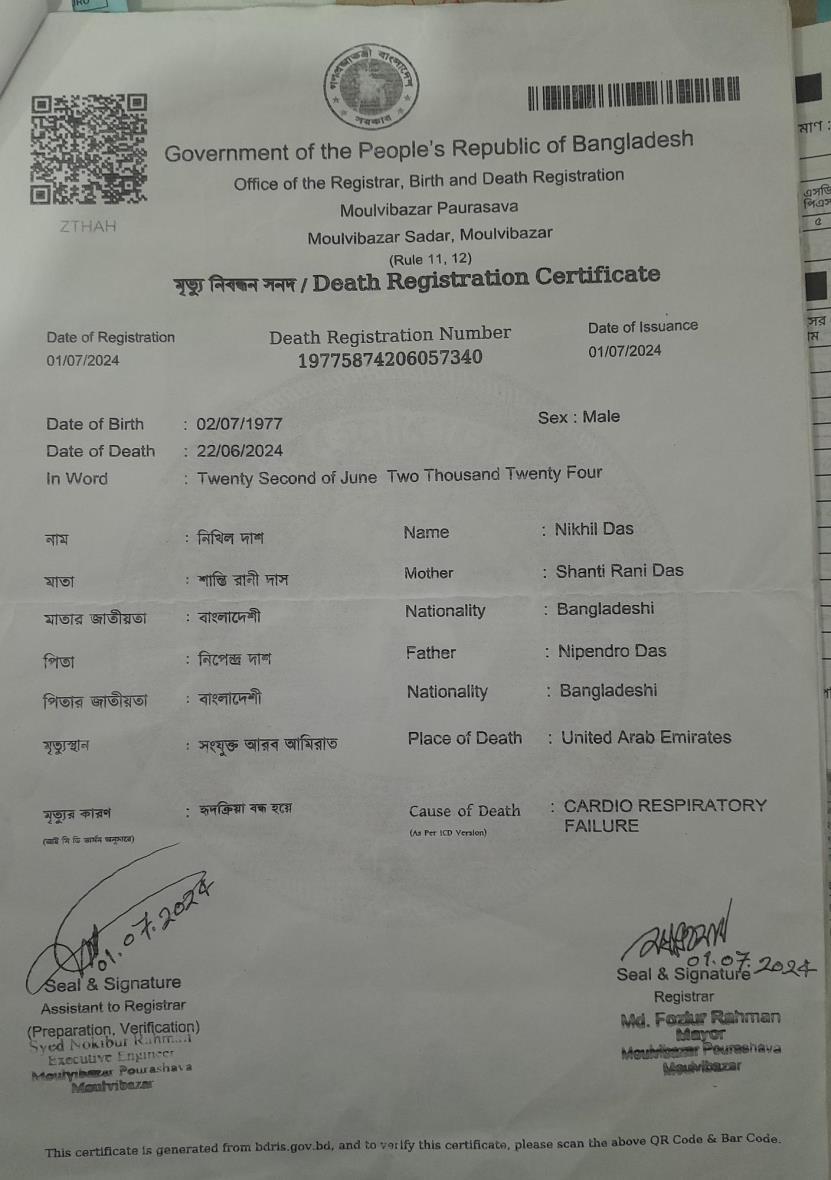 গণপ্রজাতন্ত্রী বাংলাদেশ
সরকার
ZTHAH
Government of the People's Republic of Bangladesh
Office of the Registrar, Birth and Death Registration
Moulvibazar Paurasava
Moulvibazar Sadar, Moulvibazar
(Rule 11, 12)
মৃত্যু নিবন্ধন সনদ / Death Registration Certificate
Date of Registration Death Registration Number Date of Issuance
01/07/2024 19775874206057340 01/07/2024
Date of Birth : 02/07/1977 Sex : Male
Date of Death : 22/06/2024
In Word : Twenty Second of June Two Thousand Twenty Four
নাম : নিখিল দাশ Name : Nikhil Das
মাতা : শান্তি রানী দাস Mother : Shanti Rani Das
মাতার জাতীয়তা : বাংলাদেশী Nationality : Bangladeshi
পিতা : নিপেন্দ্র দাশ Father : Nipendro Das
পিতার জাতীয়তা : বাংলাদেশী Nationality : Bangladeshi
মৃত্যুস্থান : সংযুক্ত আরব আমিরাত Place of Death : United Arab Emirates
মৃত্যুর কারণ : হৃদক্রিয়া বন্ধ হয়ে Cause of Death : CARDIO RESPIRATORY
(As Per ICD Version) FAILURE
01.07.2024
01.07.2024
Seal & Signature Seal & Signature
Assistant to Registrar Registrar
(Preparation, Verification) Md. Fozlur Rahman
Syed Nokibur Rahman Mayor
Executive Engineer Moulvibazar Pourashava
Moulvibazar Pourashava Moulvibazar
Moulvibazar
This certificate is generated from bdris.gov.bd, and to verify this certificate, please scan the above QR Code & Bar Code.